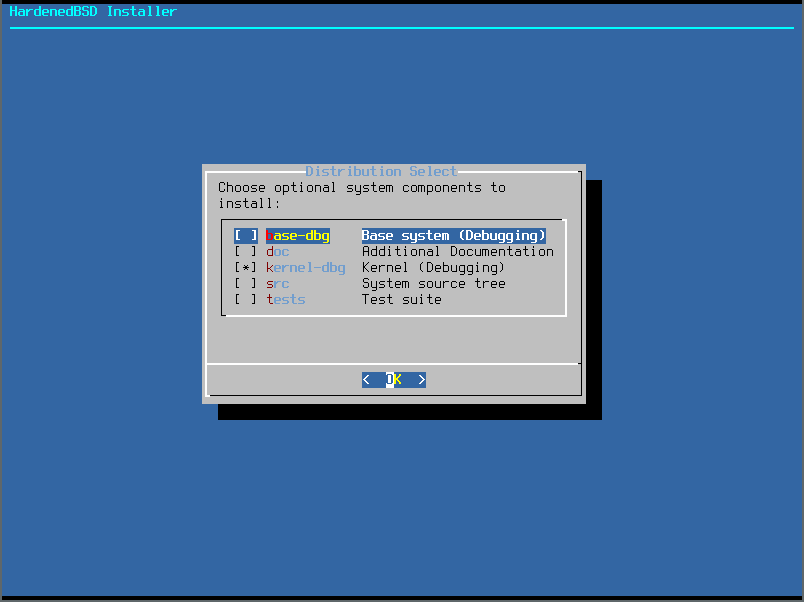 HardenedBSD Installer
Distribution Select
Choose optional system components to
install:
[ ] base-dbg Base system (Debugging)
[ ] doc Additional Documentation
[*] kernel-dbg Kernel (Debugging)
[ ] src System source tree
[ ] tests Test suite
< OK >